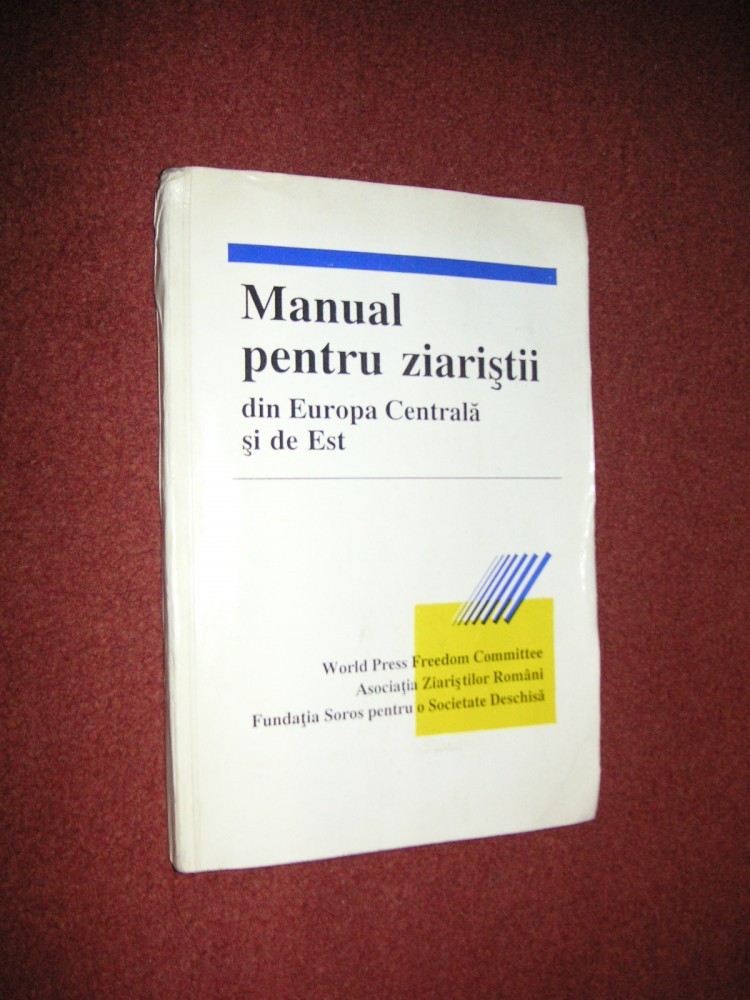 Manual
pentru ziariştii
din Europa Centrală
şi de Est
World Press Freedom Committee
Asociaţia Ziariştilor Români
Fundaţia Soros pentru o Societate Deschisă